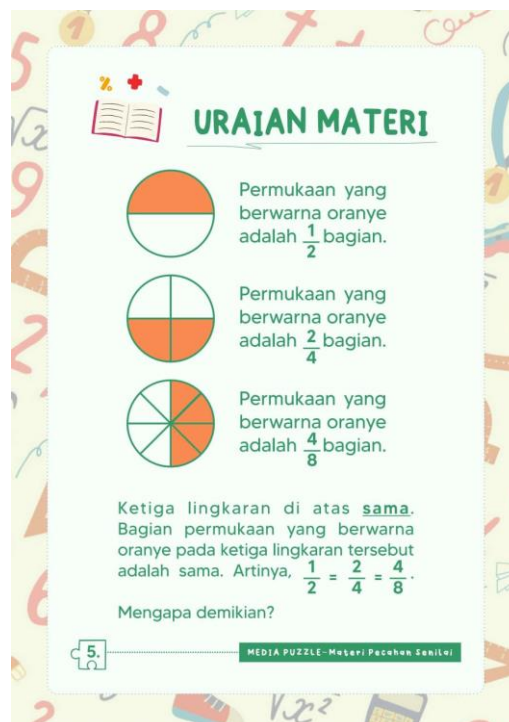 URAIAN MATERI
Permukaan yang
berwarna oranye
adalah 1/2 bagian.
Permukaan yang
berwarna oranye
adalah 2/4 bagian.
Permukaan yang
berwarna oranye
adalah 4/8 bagian.
Ketiga lingkaran di atas sama.
Bagian permukaan yang berwarna
oranye pada ketiga lingkaran tersebut
adalah sama. Artinya, 1/2 = 2/4 = 4/8.
Mengapa demikian?
5.
MEDIA PUZZLE-Materi Pecahan Senilai